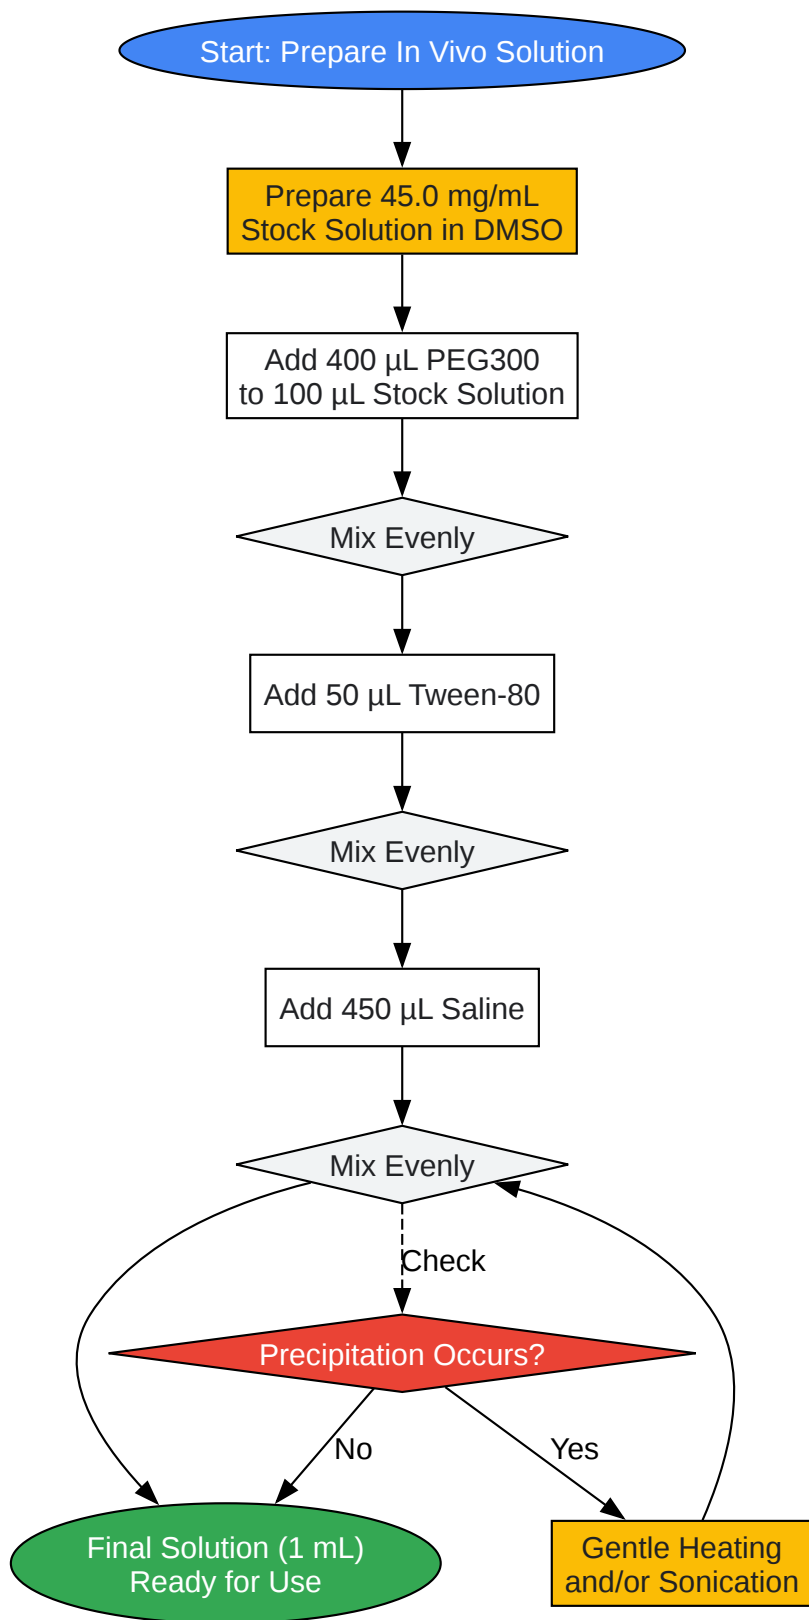 Start: Prepare In Vivo Solution
Prepare 45.0 mg/mL
Stock Solution in DMSO
Add 400 µL PEG300
to 100 µL Stock Solution
Mix Evenly
Add 50 µL Tween-80
Mix Evenly
Add 450 µL Saline
Mix Evenly
Check
Precipitation Occurs?
No
Yes
Final Solution (1 mL)
Ready for Use
Gentle Heating
and/or Sonication